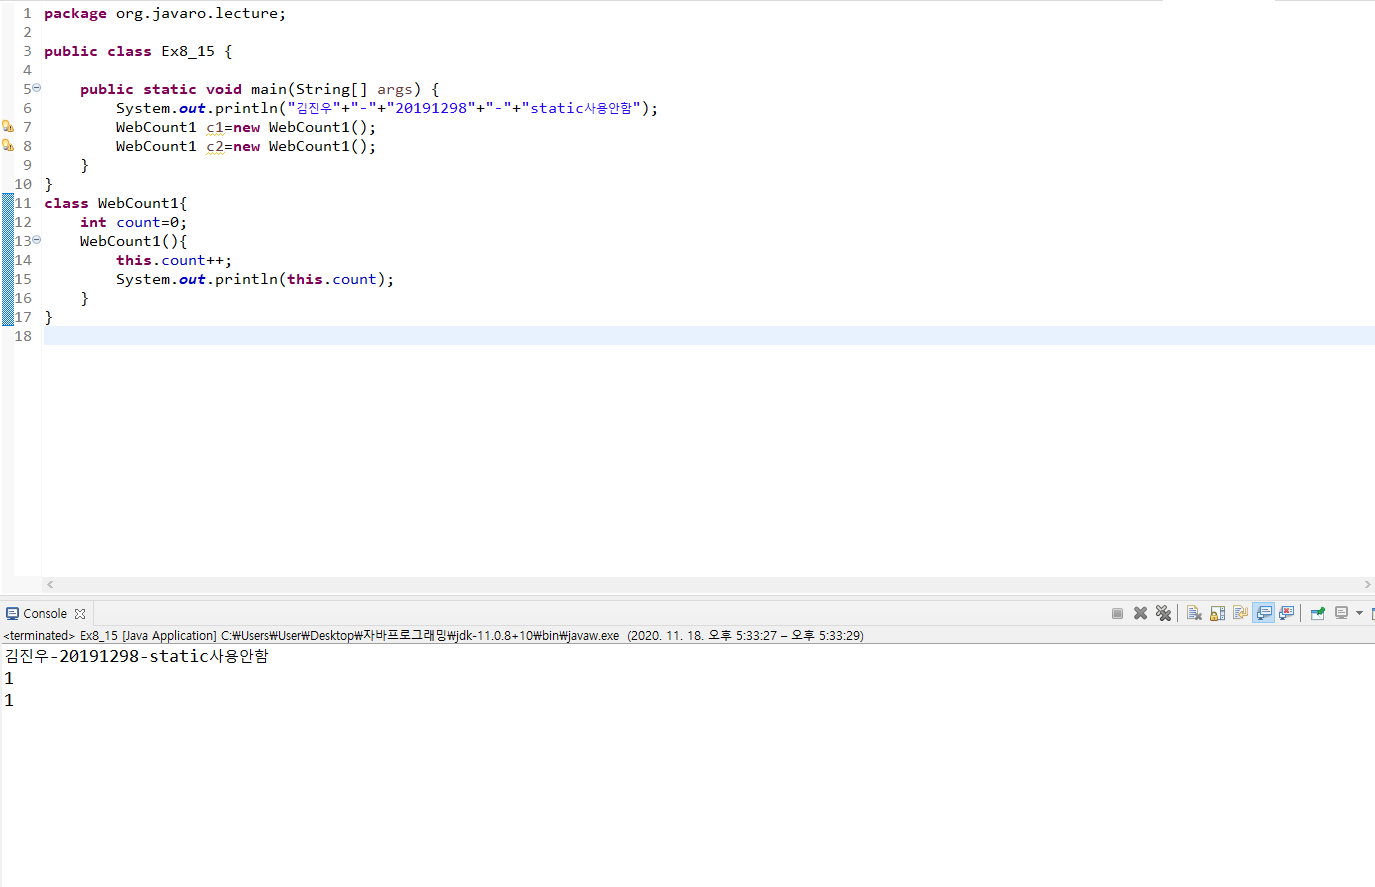 1 package org.javaro.lecture;
2
3 public class Ex8_15 {
4
5 public static void main(String[] args) {
6 System.out.println("김진우"+"-"+"20191298"+"-"+"static사용안함");
7 WebCount1 c1=new WebCount1();
8 WebCount1 c2=new WebCount1();
9 }
10 }
11 class WebCount1{
12 int count=0;
13 WebCount1(){
14 this.count++;
15 System.out.println(this.count);
16 }
17 }
18
Console
<terminated> Ex8_15 [Java Application] C:₩Users₩User₩Desktop₩자바프로그래밍₩jdk-11.0.8+10₩bin₩javaw.exe (2020. 11. 18. 오후 5:33:27 – 오후 5:33:29)
김진우-20191298-static사용안함
1
1